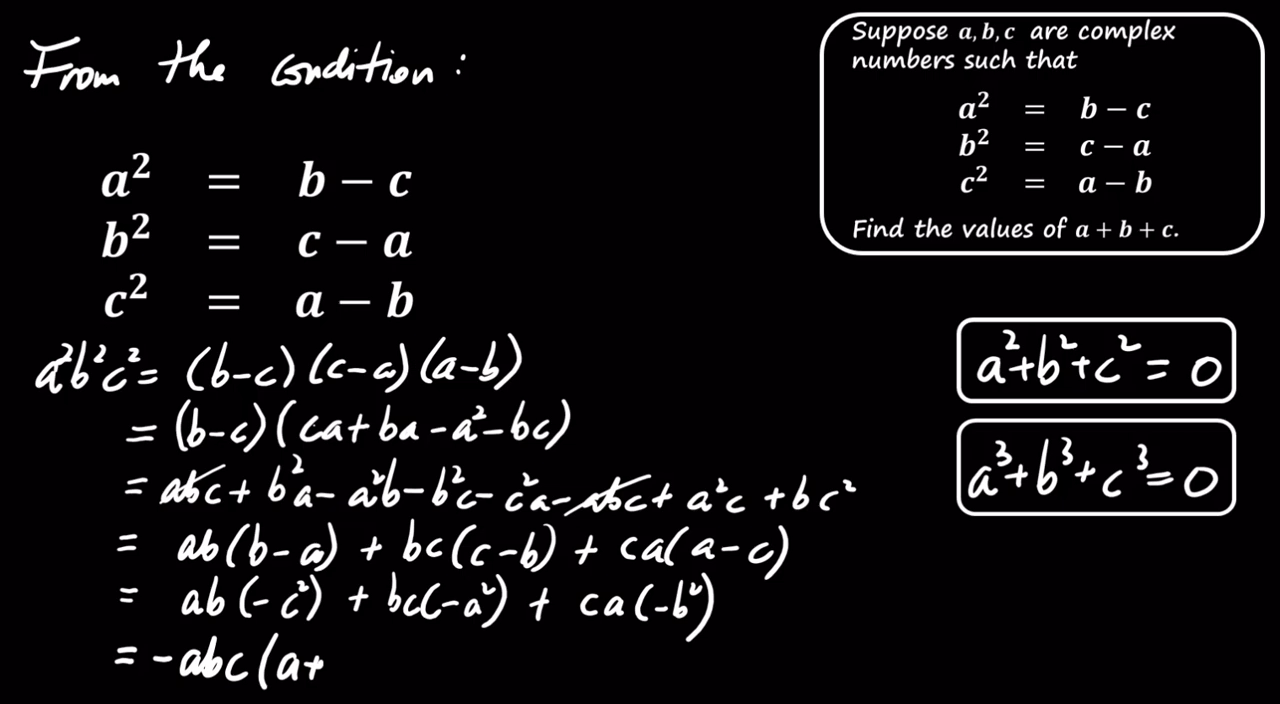 From the condition:
a² = b − c
b² = c − a
c² = a − b
a²b²c² = (b-c)(c-a)(a-b)
= (b-c)(ca+ba-a²-bc)
= abc + b²a - a²b - b²c - c²a - abc + a²c + bc²
= ab(b-a) + bc(c-b) + ca(a-c)
= ab(-c²) + bc(-a²) + ca(-b²)
= -abc(a+
Suppose a, b, c are complex
numbers such that
a² = b − c
b² = c − a
c² = a − b
Find the values of a + b + c.
a²+b²+c² = 0
a³+b³+c³ = 0